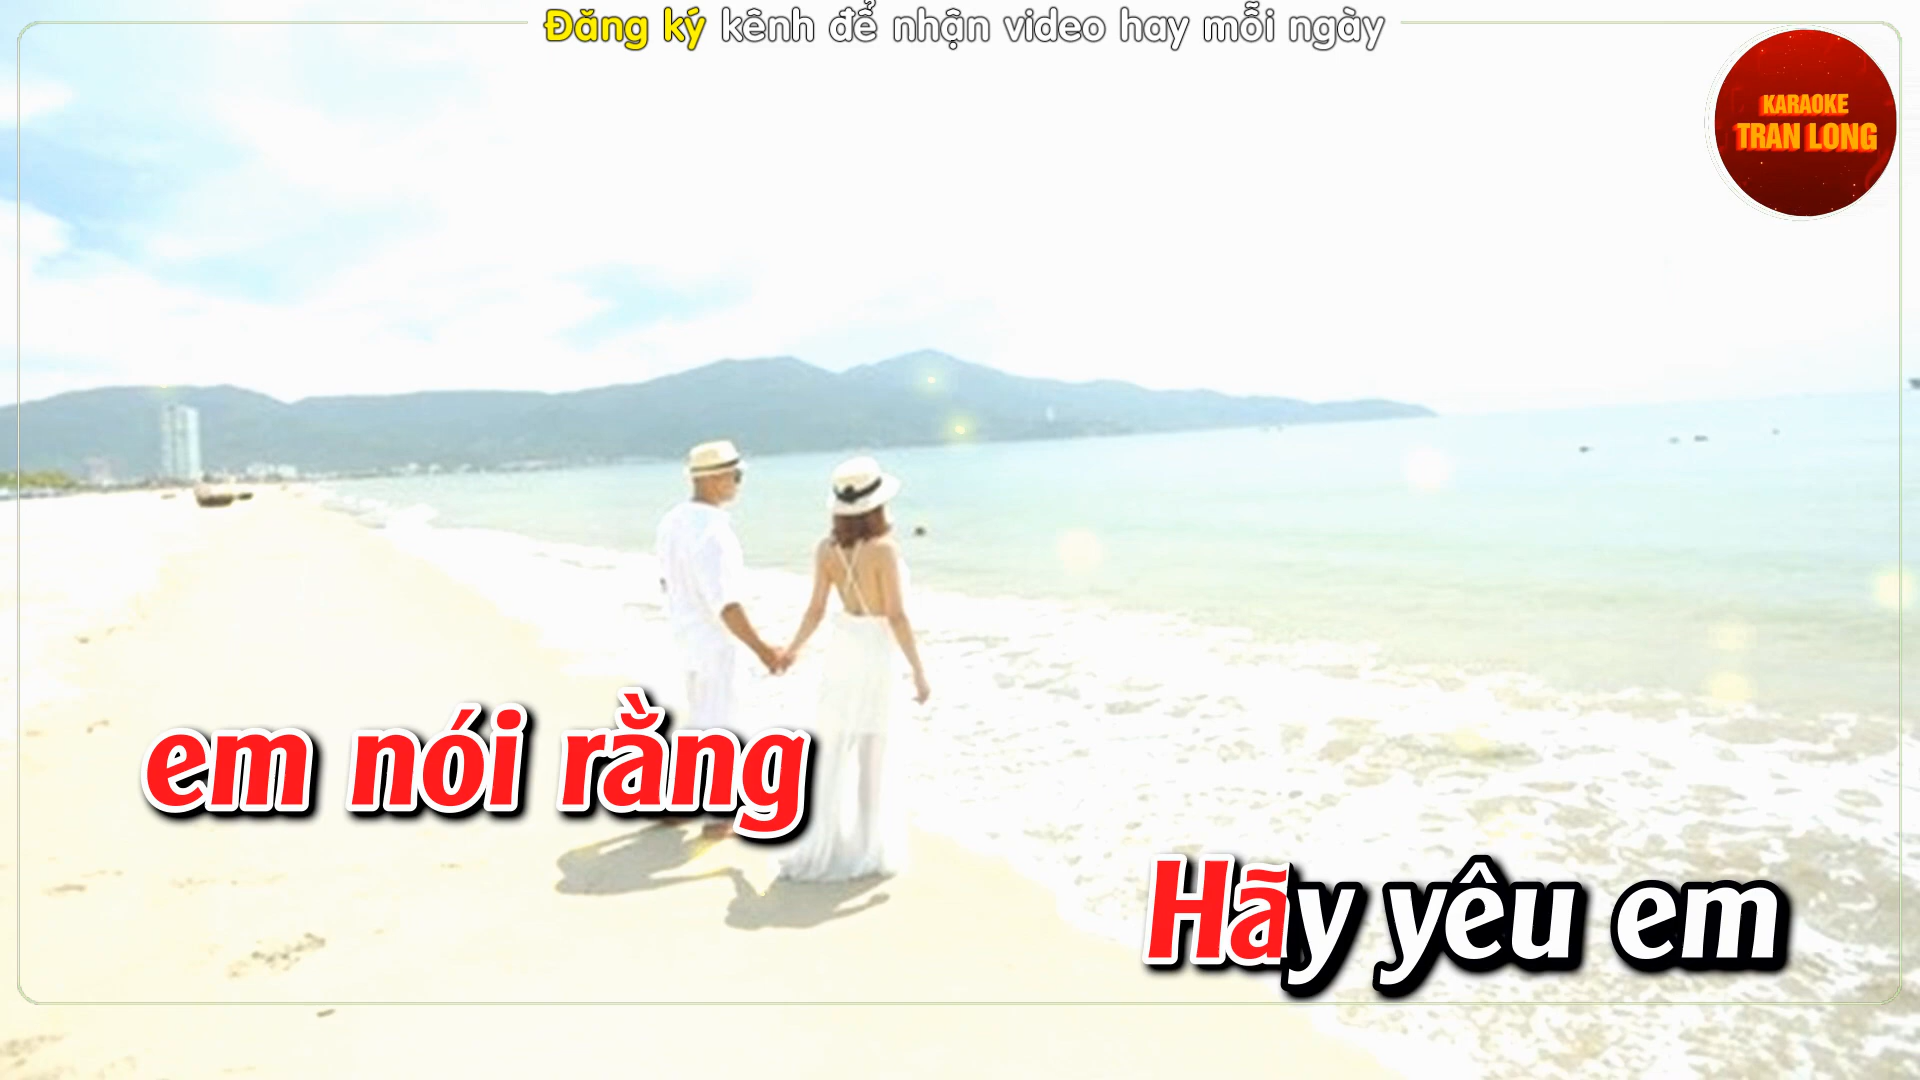 Đăng ký kênh để nhận video hay mỗi ngày
KARAOKE
TRAN LONG
em nói rằng
Hãy yêu em